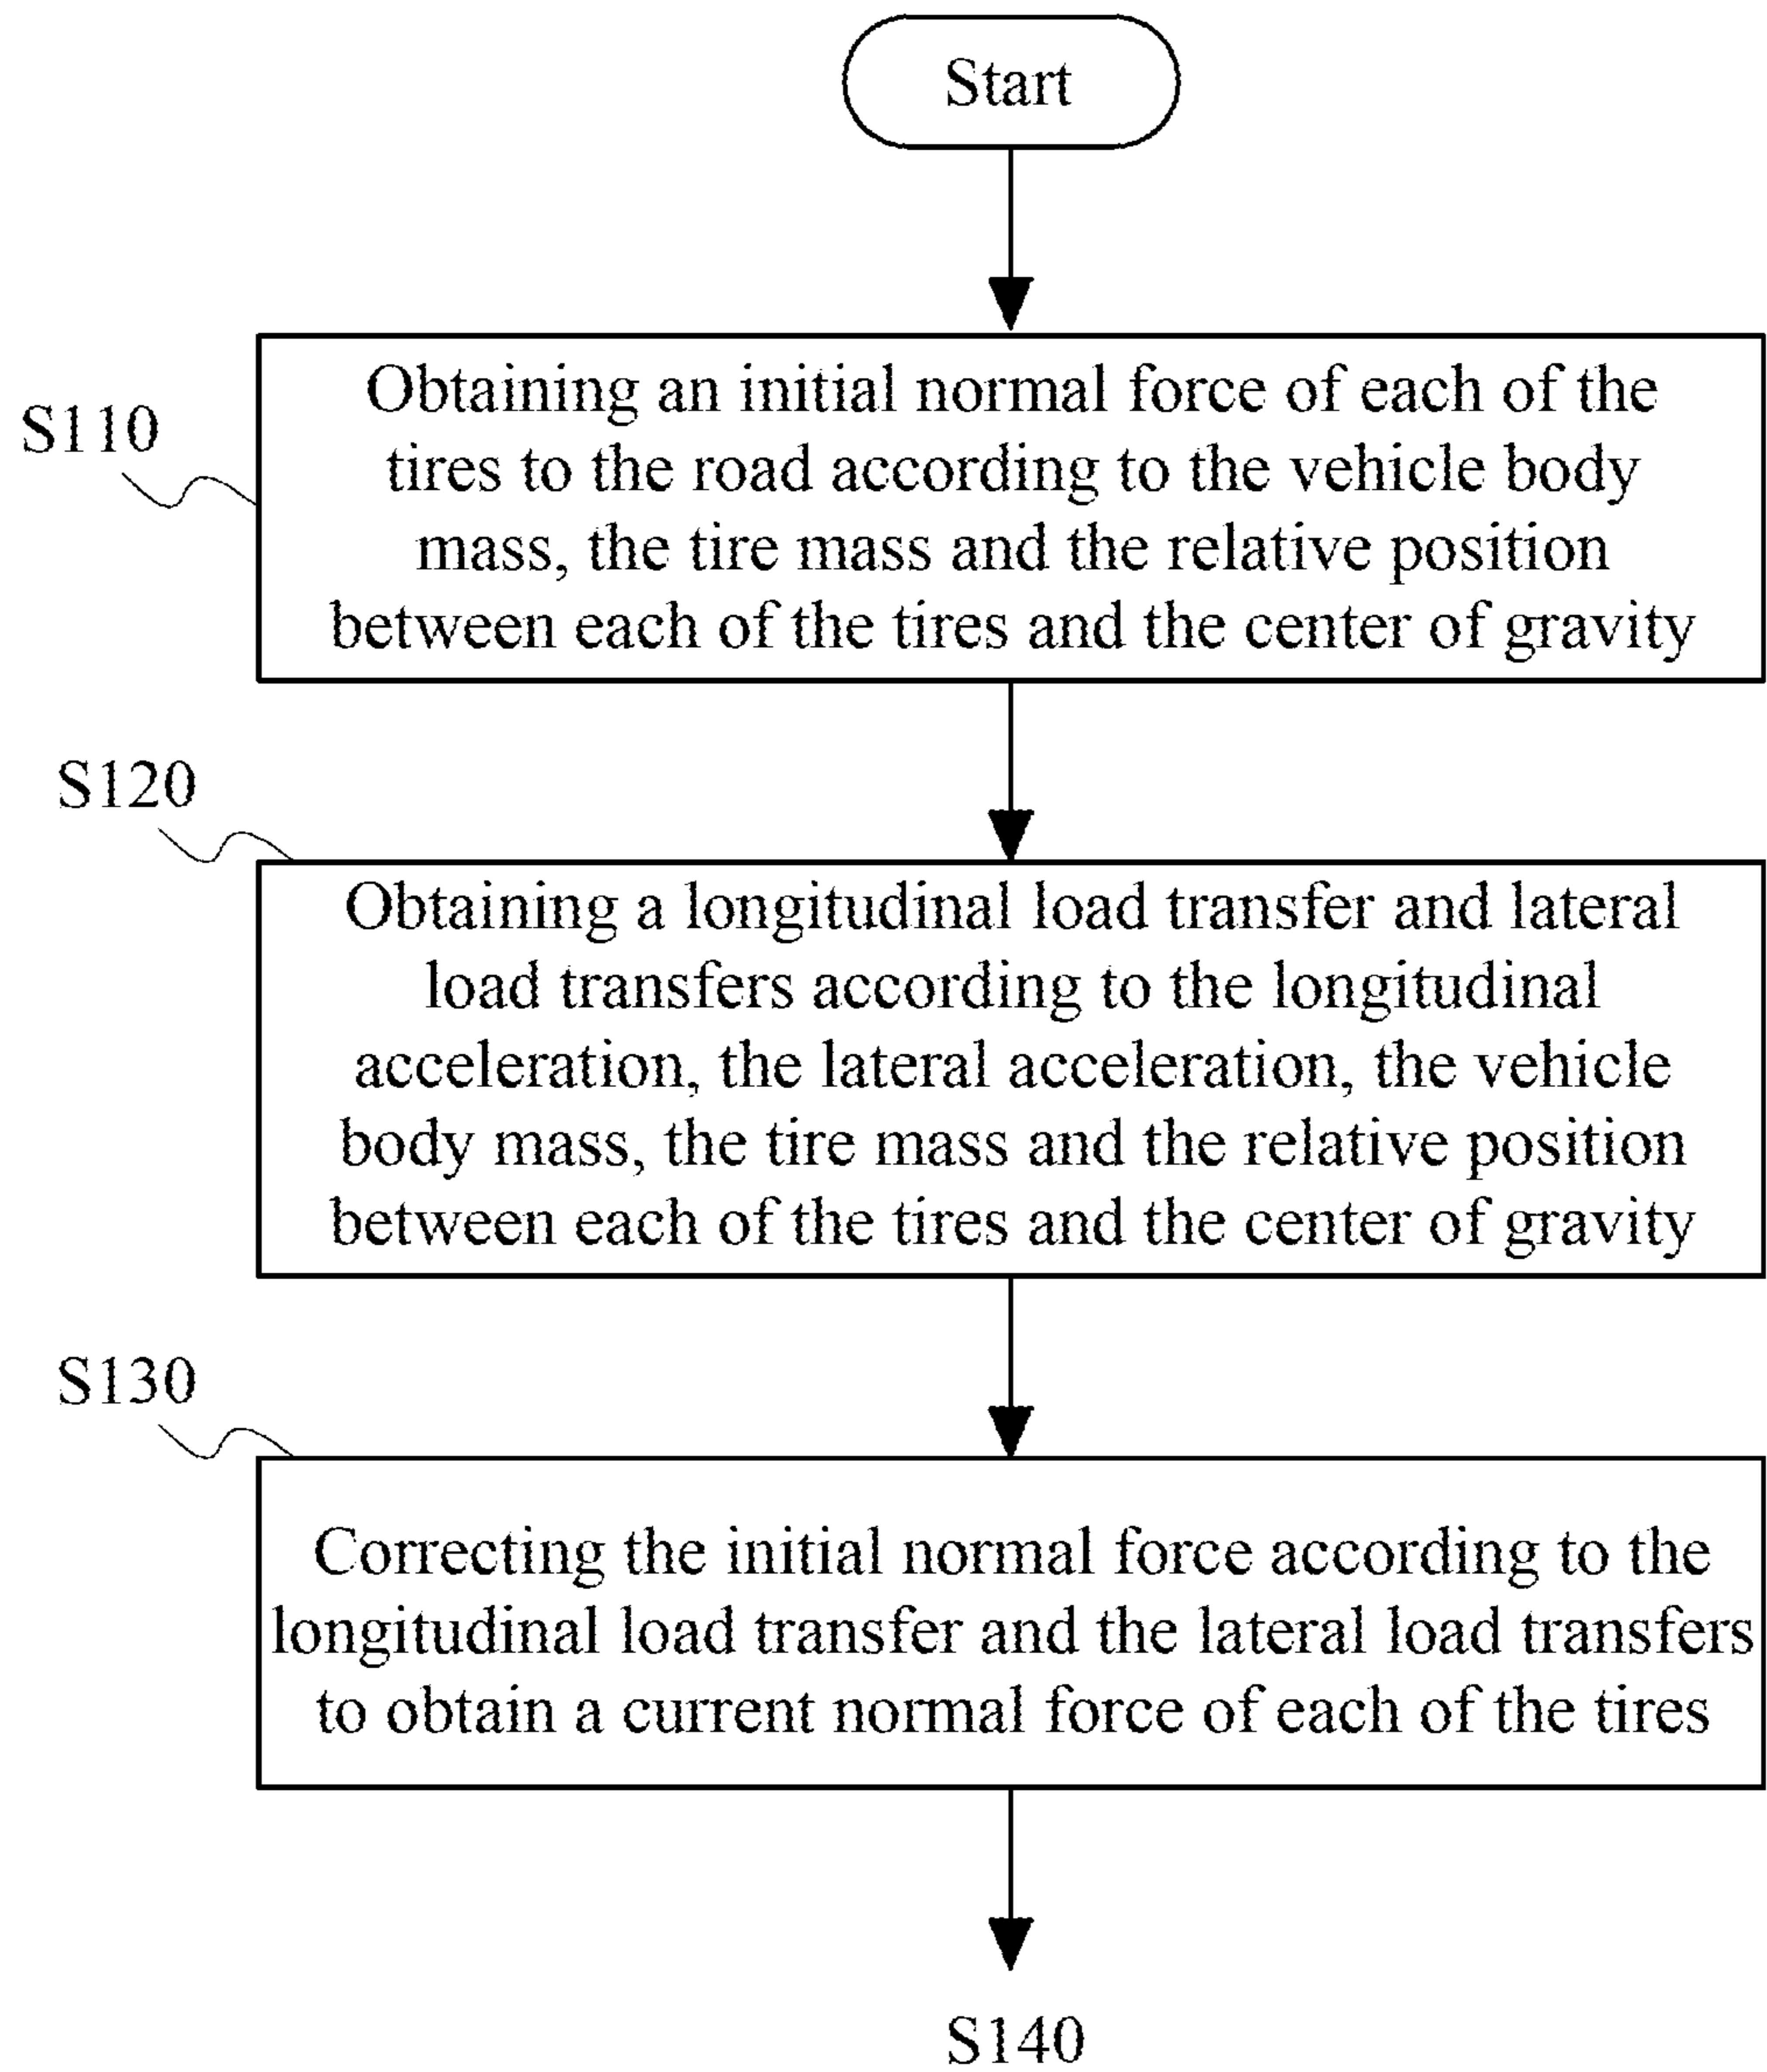 Start
S110
Obtaining an initial normal force of each of the
tires to the road according to the vehicle body
mass, the tire mass and the relative position
between each of the tires and the center of gravity
S120
Obtaining a longitudinal load transfer and lateral
load transfers according to the longitudinal
acceleration, the lateral acceleration, the vehicle
body mass, the tire mass and the relative position
between each of the tires and the center of gravity
S130
Correcting the initial normal force according to the
longitudinal load transfer and the lateral load transfers
to obtain a current normal force of each of the tires
S140